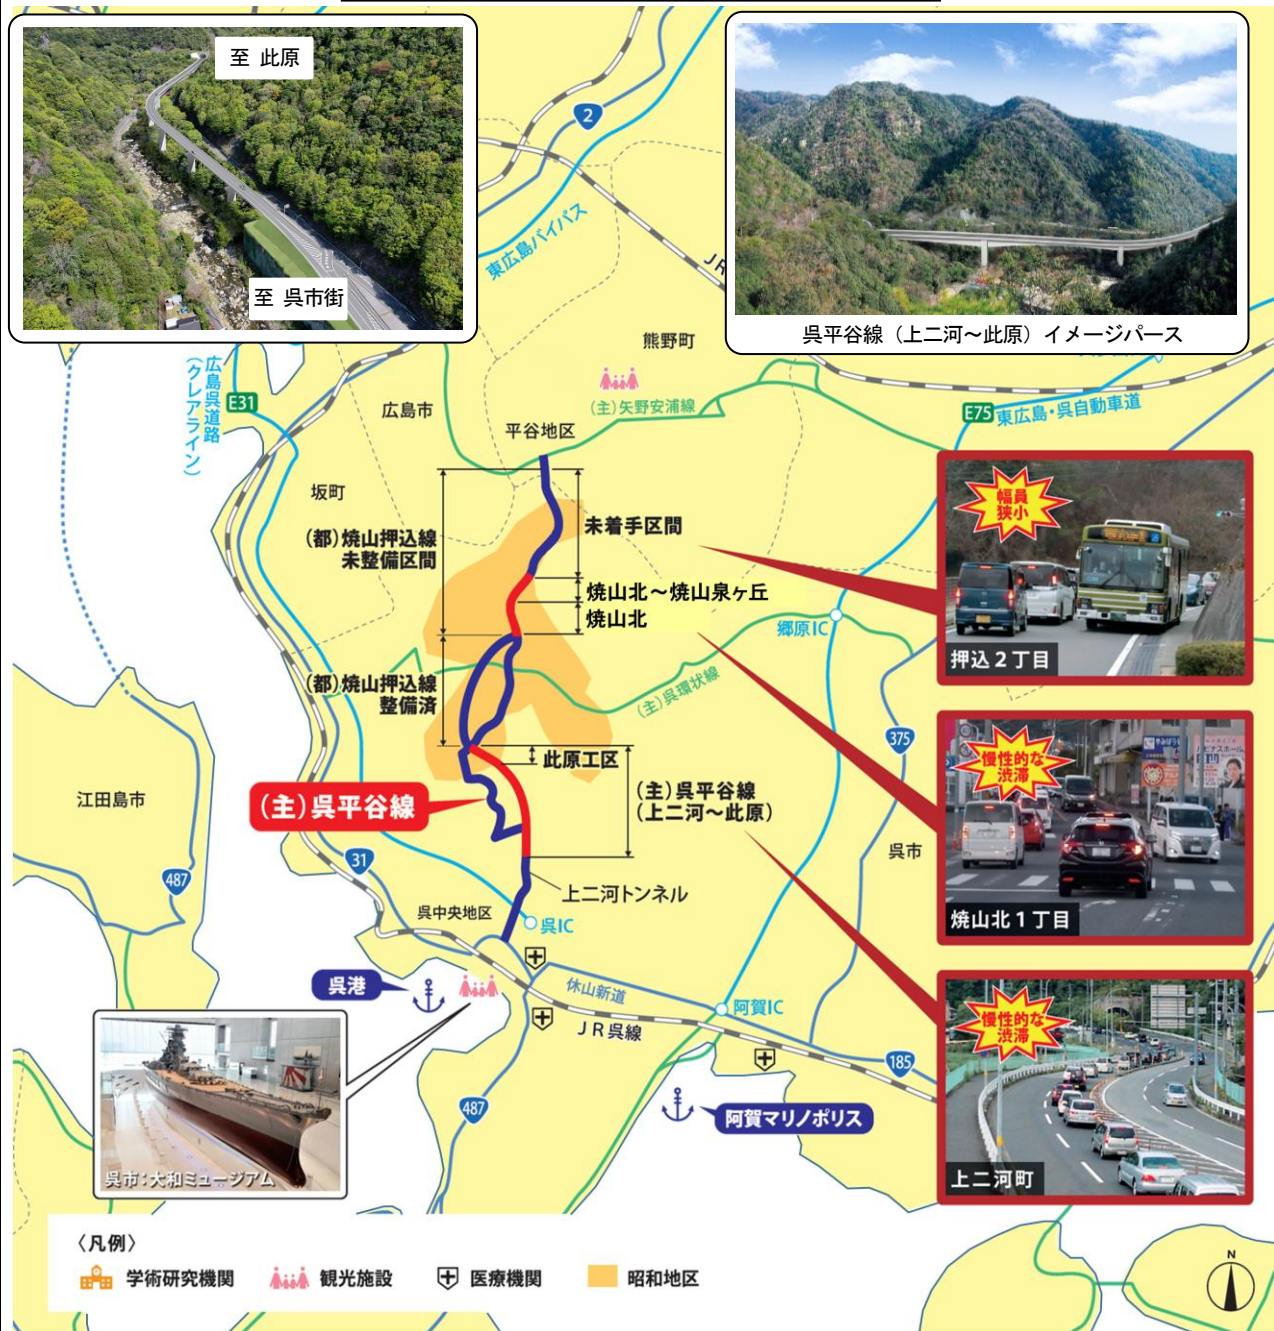 至 此原
至 呉市街
呉平谷線（上二河～此原）イメージパース
2
東広島バイパス
JR
熊野町
広島呉道路
（クレアライン）
E31
広島市
(主)矢野安浦線
E75
東広島・呉自動車道
平谷地区
坂町
(都)焼山押込線
未整備区間
未着手区間
幅員
狭小
押込2丁目
焼山北～焼山泉ヶ丘
焼山北
郷原IC
(主)呉環状線
(都)焼山押込線
整備済
375
慢性的な
渋滞
焼山北1丁目
此原工区
(主)呉平谷線
(上二河～此原)
(主)呉平谷線
江田島市
呉市
31
487
上二河トンネル
呉中央地区
呉IC
呉港
休山新道
阿賀IC
JR呉線
185
慢性的な
渋滞
上二河町
487
阿賀マリノポリス
呉市:大和ミュージアム
〈凡例〉
学術研究機関
観光施設
医療機関
昭和地区
N